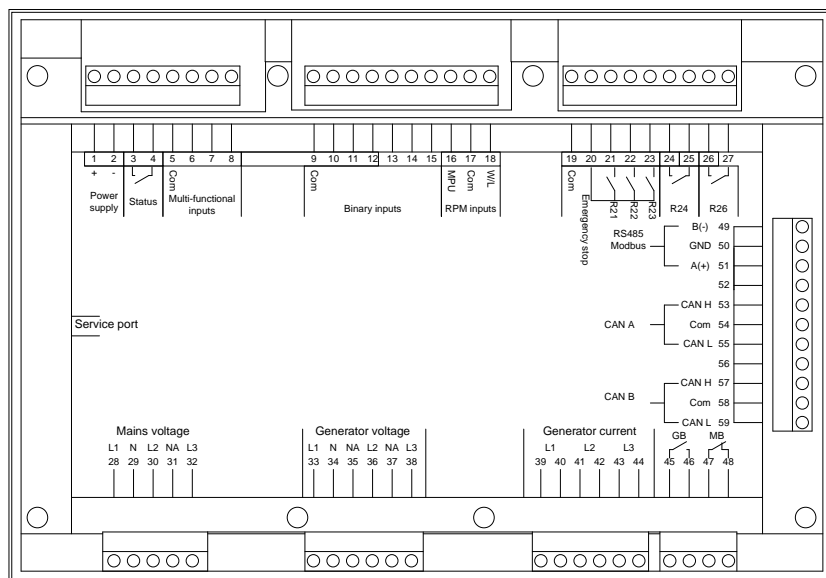 1 2 3 4 5 6 7 8 9 10 11 12 13 14 15 16 17 18 19 20 21 22 23 24 25 26 27
+ - Com Com MPU Com W/L Com Emergency stop R21 R22 R23
Power supply
Status
Multi-functional inputs
Binary inputs
RPM inputs
R24
R26
RS485 Modbus
B(-) 49
GND 50
A(+) 51
52
CAN A
CAN H 53
Com 54
CAN L 55
56
CAN B
CAN H 57
Com 58
CAN L 59
Service port
Mains voltage
L1 N L2 NA L3
28 29 30 31 32
Generator voltage
L1 N NA L2 NA L3
33 34 35 36 37 38
Generator current
L1 L2 L3
39 40 41 42 43 44
GB MB
45 46 47 48